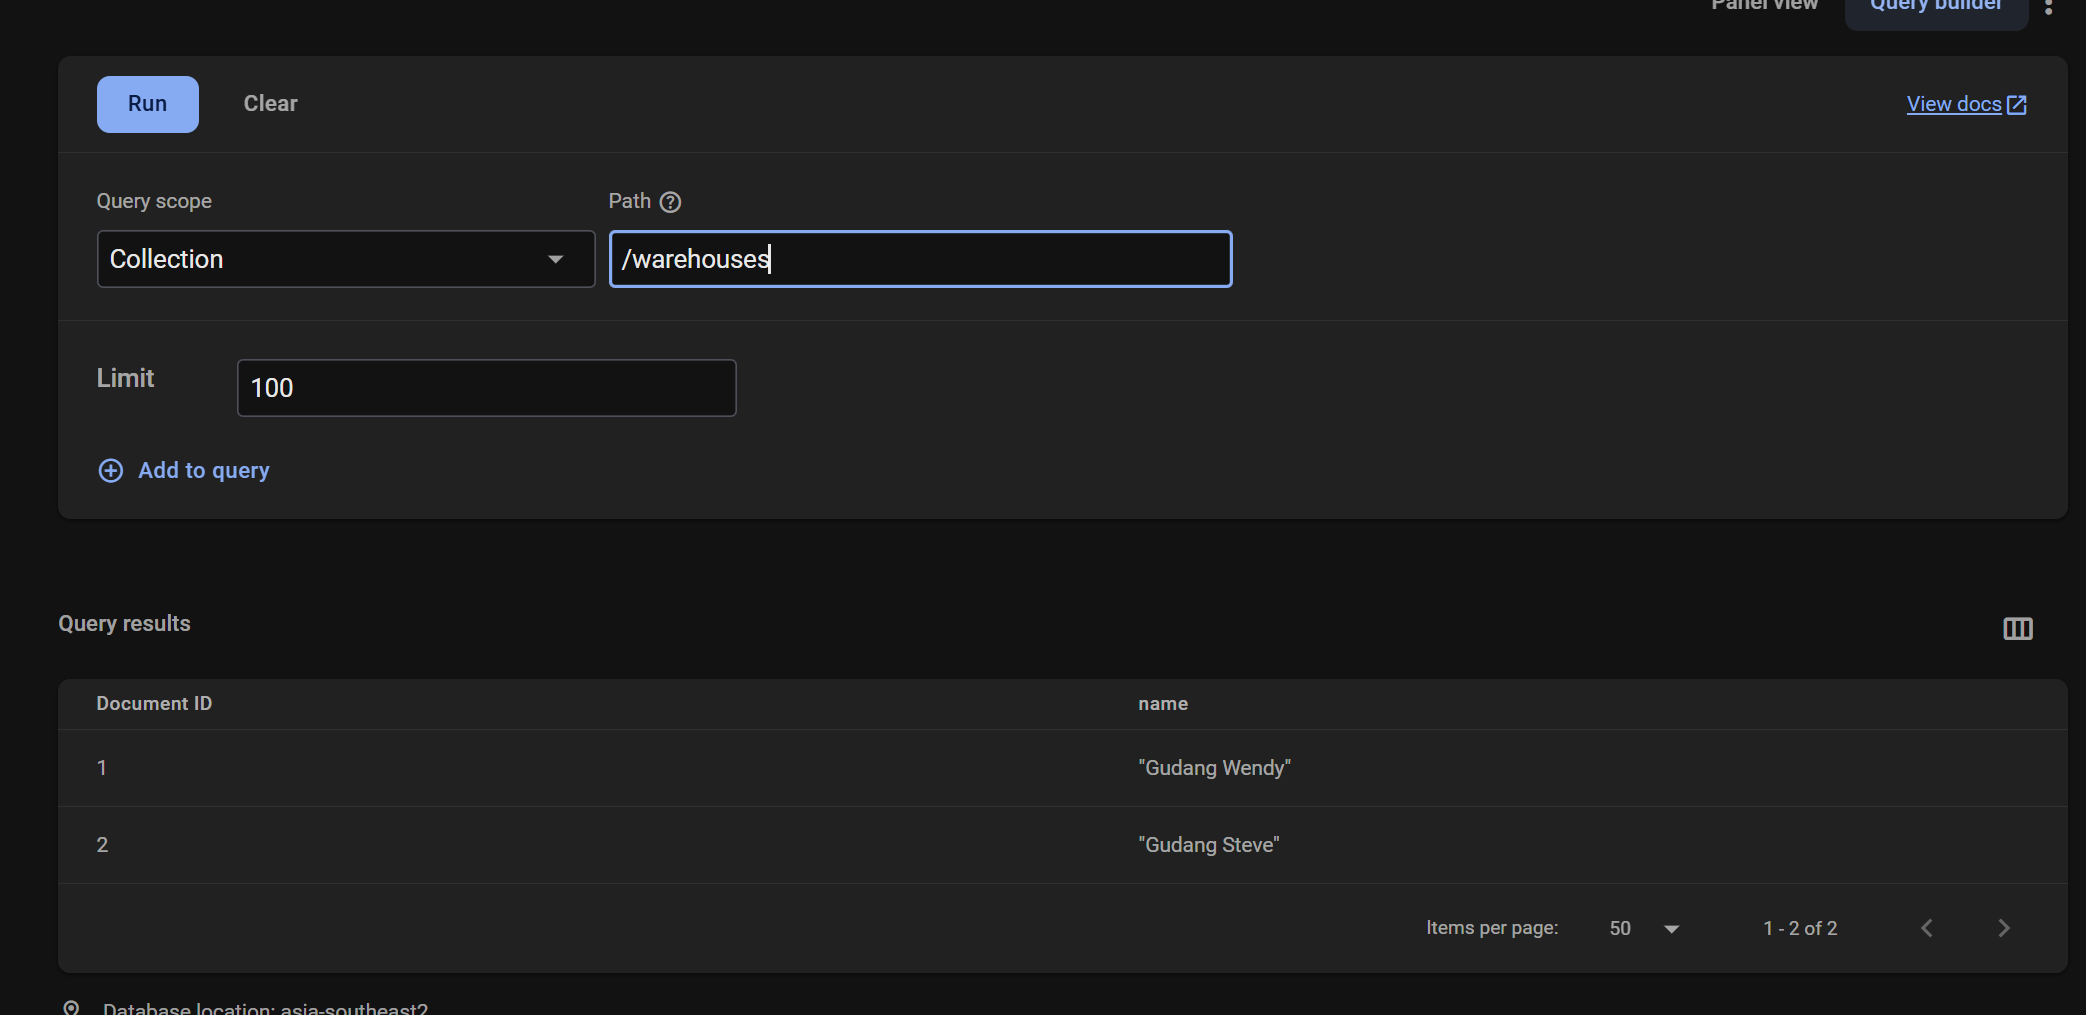 Panel view Query builder
Run Clear View docs
Query scope Path
Collection /warehouses
Limit 100
Add to query
Query results
Document ID name
1 "Gudang Wendy"
2 "Gudang Steve"
Items per page: 50 1 - 2 of 2
Database location: asia-southeast2